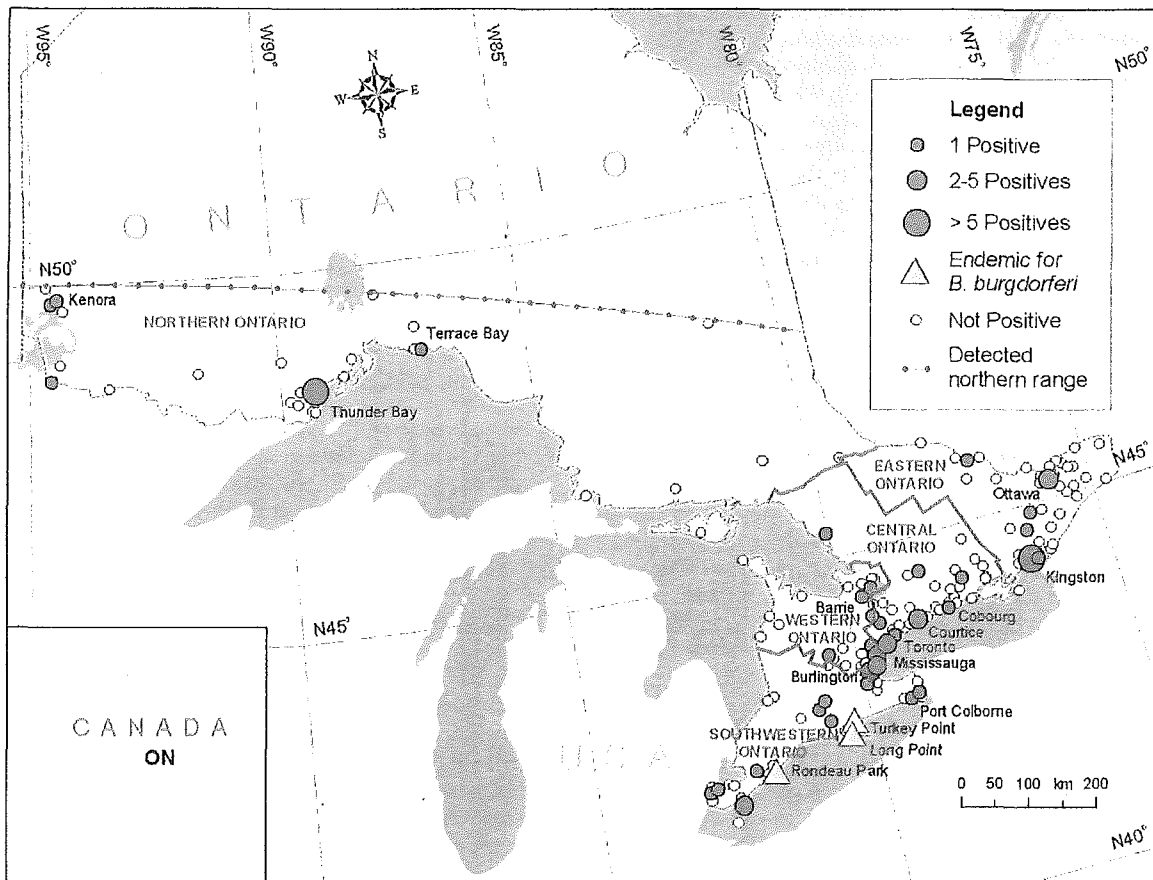 W95°
W90°
W85°
W80°
W75°
N50°
N
W E
S
Legend
1 Positive
2-5 Positives
> 5 Positives
Endemic for
B. burgdorferi
Not Positive
Detected
northern range
ONTARIO
N50°
Kenora
NORTHERN ONTARIO
Terrace Bay
Thunder Bay
N45°
EASTERN
ONTARIO
Ottawa
CENTRAL
ONTARIO
Kingston
Barrie
Cobourg
WESTERN
ONTARIO
Courtice
Toronto
Mississauga
Burlington
N45°
Port Colborne
Turkey Point
SOUTHWESTERN
ONTARIO
Long Point
USA
Rondeau Park
CANADA
ON
0 50 100 km 200
N40°